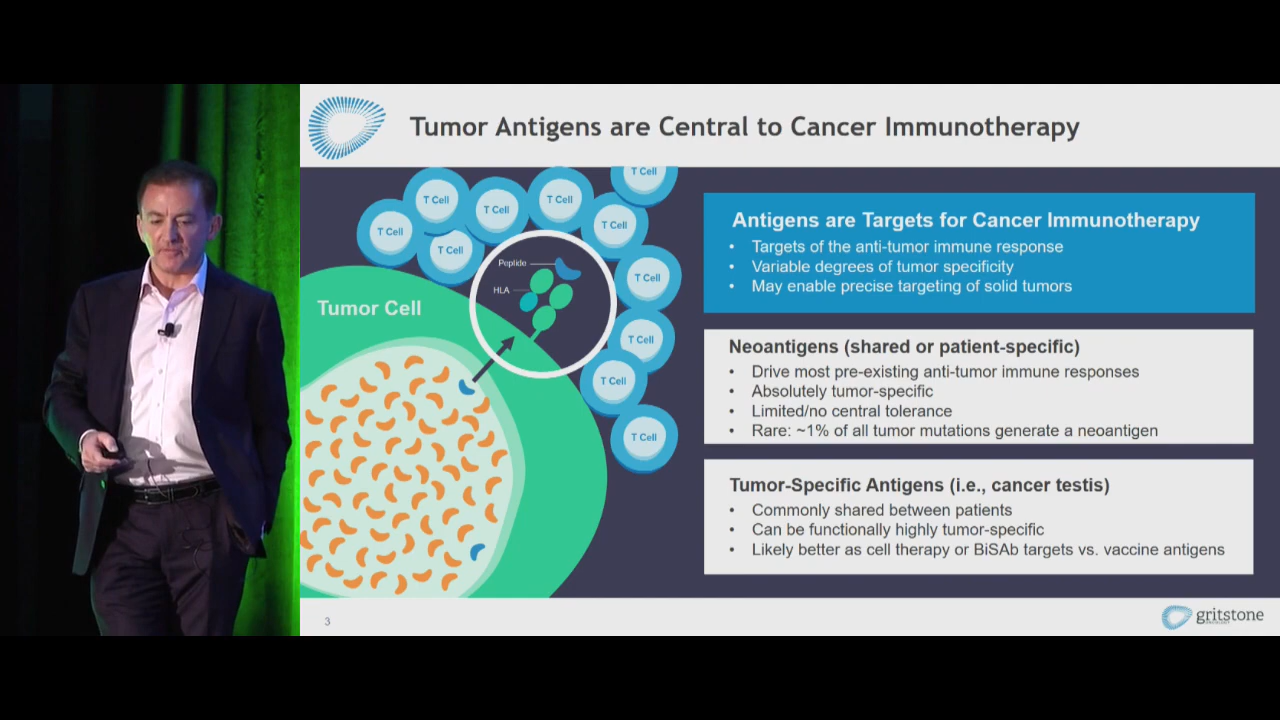 Tumor Antigens are Central to Cancer Immunotherapy
T Cell
T Cell
T Cell
T Cell
T Cell
T Cell
T Cell
T Cell
T Cell
T Cell
T Cell
Peptide
HLA
Tumor Cell
Antigens are Targets for Cancer Immunotherapy
• Targets of the anti-tumor immune response
• Variable degrees of tumor specificity
• May enable precise targeting of solid tumors
Neoantigens (shared or patient-specific)
• Drive most pre-existing anti-tumor immune responses
• Absolutely tumor-specific
• Limited/no central tolerance
• Rare: ~1% of all tumor mutations generate a neoantigen
Tumor-Specific Antigens (i.e., cancer testis)
• Commonly shared between patients
• Can be functionally highly tumor-specific
• Likely better as cell therapy or BiSAb targets vs. vaccine antigens
3
gritstone
ONCOLOGY